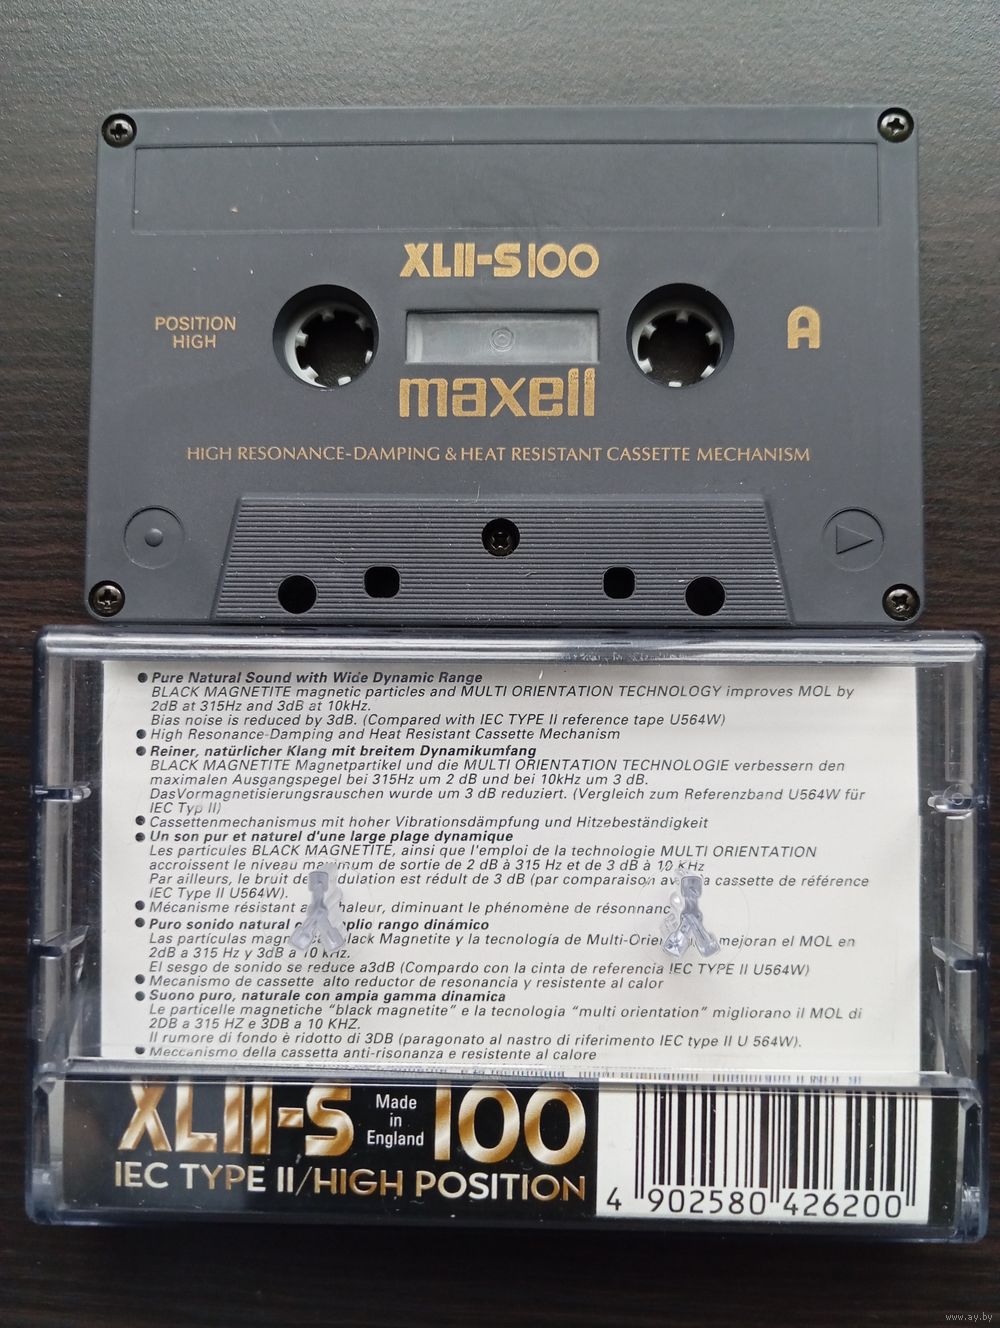 XLII-S 100
POSITION
HIGH
A
maxell
HIGH RESONANCE-DAMPING & HEAT RESISTANT CASSETTE MECHANISM
● Pure Natural Sound with Wide Dynamic Range
BLACK MAGNETITE magnetic particles and MULTI ORIENTATION TECHNOLOGY improves MOL by
2dB at 315Hz and 3dB at 10kHz.
Bias noise is reduced by 3dB. (Compared with IEC TYPE II reference tape U564W)
● High Resonance-Damping and Heat Resistant Cassette Mechanism
● Reiner, natürlicher Klang mit breitem Dynamikumfang
BLACK MAGNETITE Magnetpartikel und die MULTI ORIENTATION TECHNOLOGIE verbessern den
maximalen Ausgangspegel bei 315Hz um 2 dB und bei 10kHz um 3 dB.
DasVormagnetisierungsrauschen wurde um 3 dB reduziert. (Vergleich zum Referenzband U564W für
IEC Typ II)
● Cassettenmechanismus mit hoher Vibrationsdämpfung und Hitzebeständigkeit
● Un son pur et naturel d'une large plage dynamique
Les particules BLACK MAGNETITE, ainsi que l'emploi de la technologie MULTI ORIENTATION
accroissent le niveau maximum de sortie de 2 dB à 315 Hz et de 3 dB à 10 KHz
Par ailleurs, le bruit de dulation est rédult de 3 dB (par comparaison avec la cassette de référence
IEC Type II U564W).
● Mécanisme résistant à chaleur, diminuant le phénomène de résonnanc
● Puro sonido natural amplio rango dinámico
Las partículas magn Black Magnetite y la tecnología de Multi-Orien mejoran el MOL en
2dB a 315 Hz y 3dB a 10 kHz.
El sesgo de sonido se reduce a3dB (Compardo con la cinta de referencia IEC TYPE II U564W)
● Mecanismo de cassette alto reductor de resonancia y resistente al calor
● Suono puro, naturale con ampia gamma dinamica
Le particelle magnetiche "black magnetite" e la tecnologia "multi orientation" migliorano il MOL di
2DB a 315 HZ e 3DB a 10 KHZ.
Il rumore di fondo è ridotto di 3DB (paragonato al nastro di riferimento IEC type II U 564W).
● Meccanismo della cassetta anti-risonanza e resistente al calore
XLII-S Made in England 100
IEC TYPE II/HIGH POSITION
4 902580 426200
www.ay.by